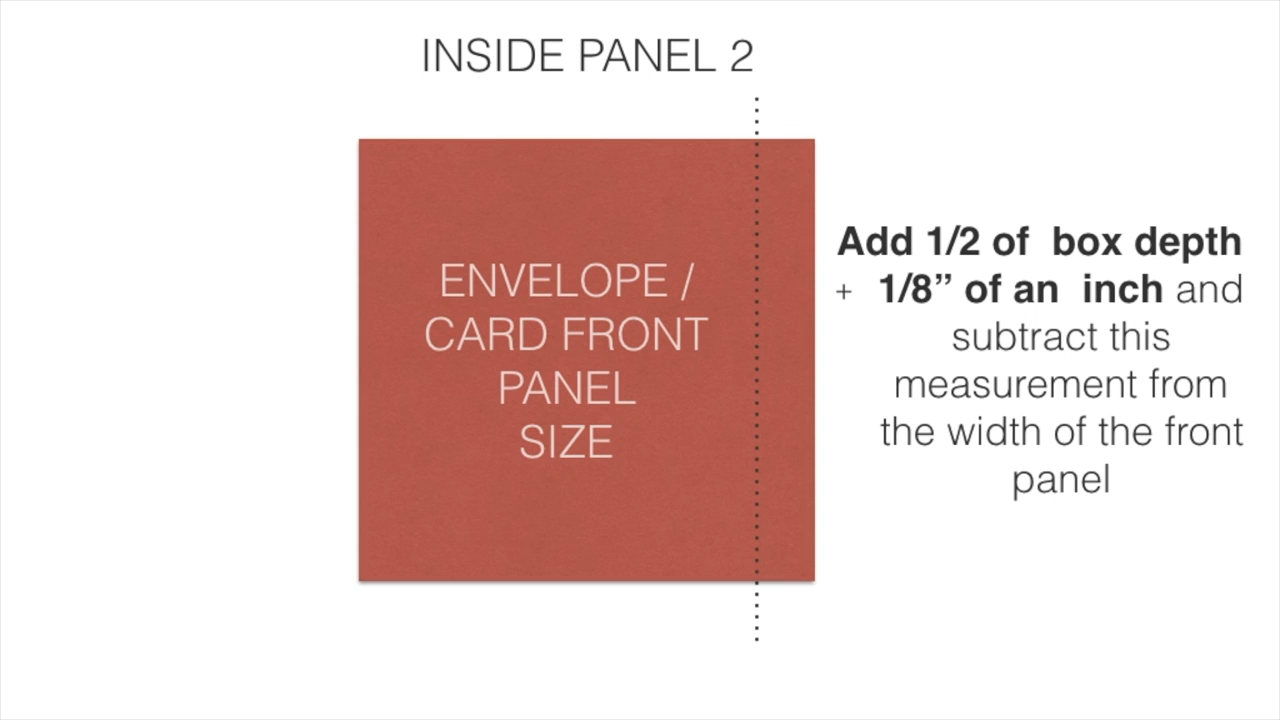 INSIDE PANEL 2
ENVELOPE /
CARD FRONT
PANEL
SIZE
Add 1/2 of  box depth
+  1/8” of an  inch and
subtract this
measurement from
the width of the front
panel